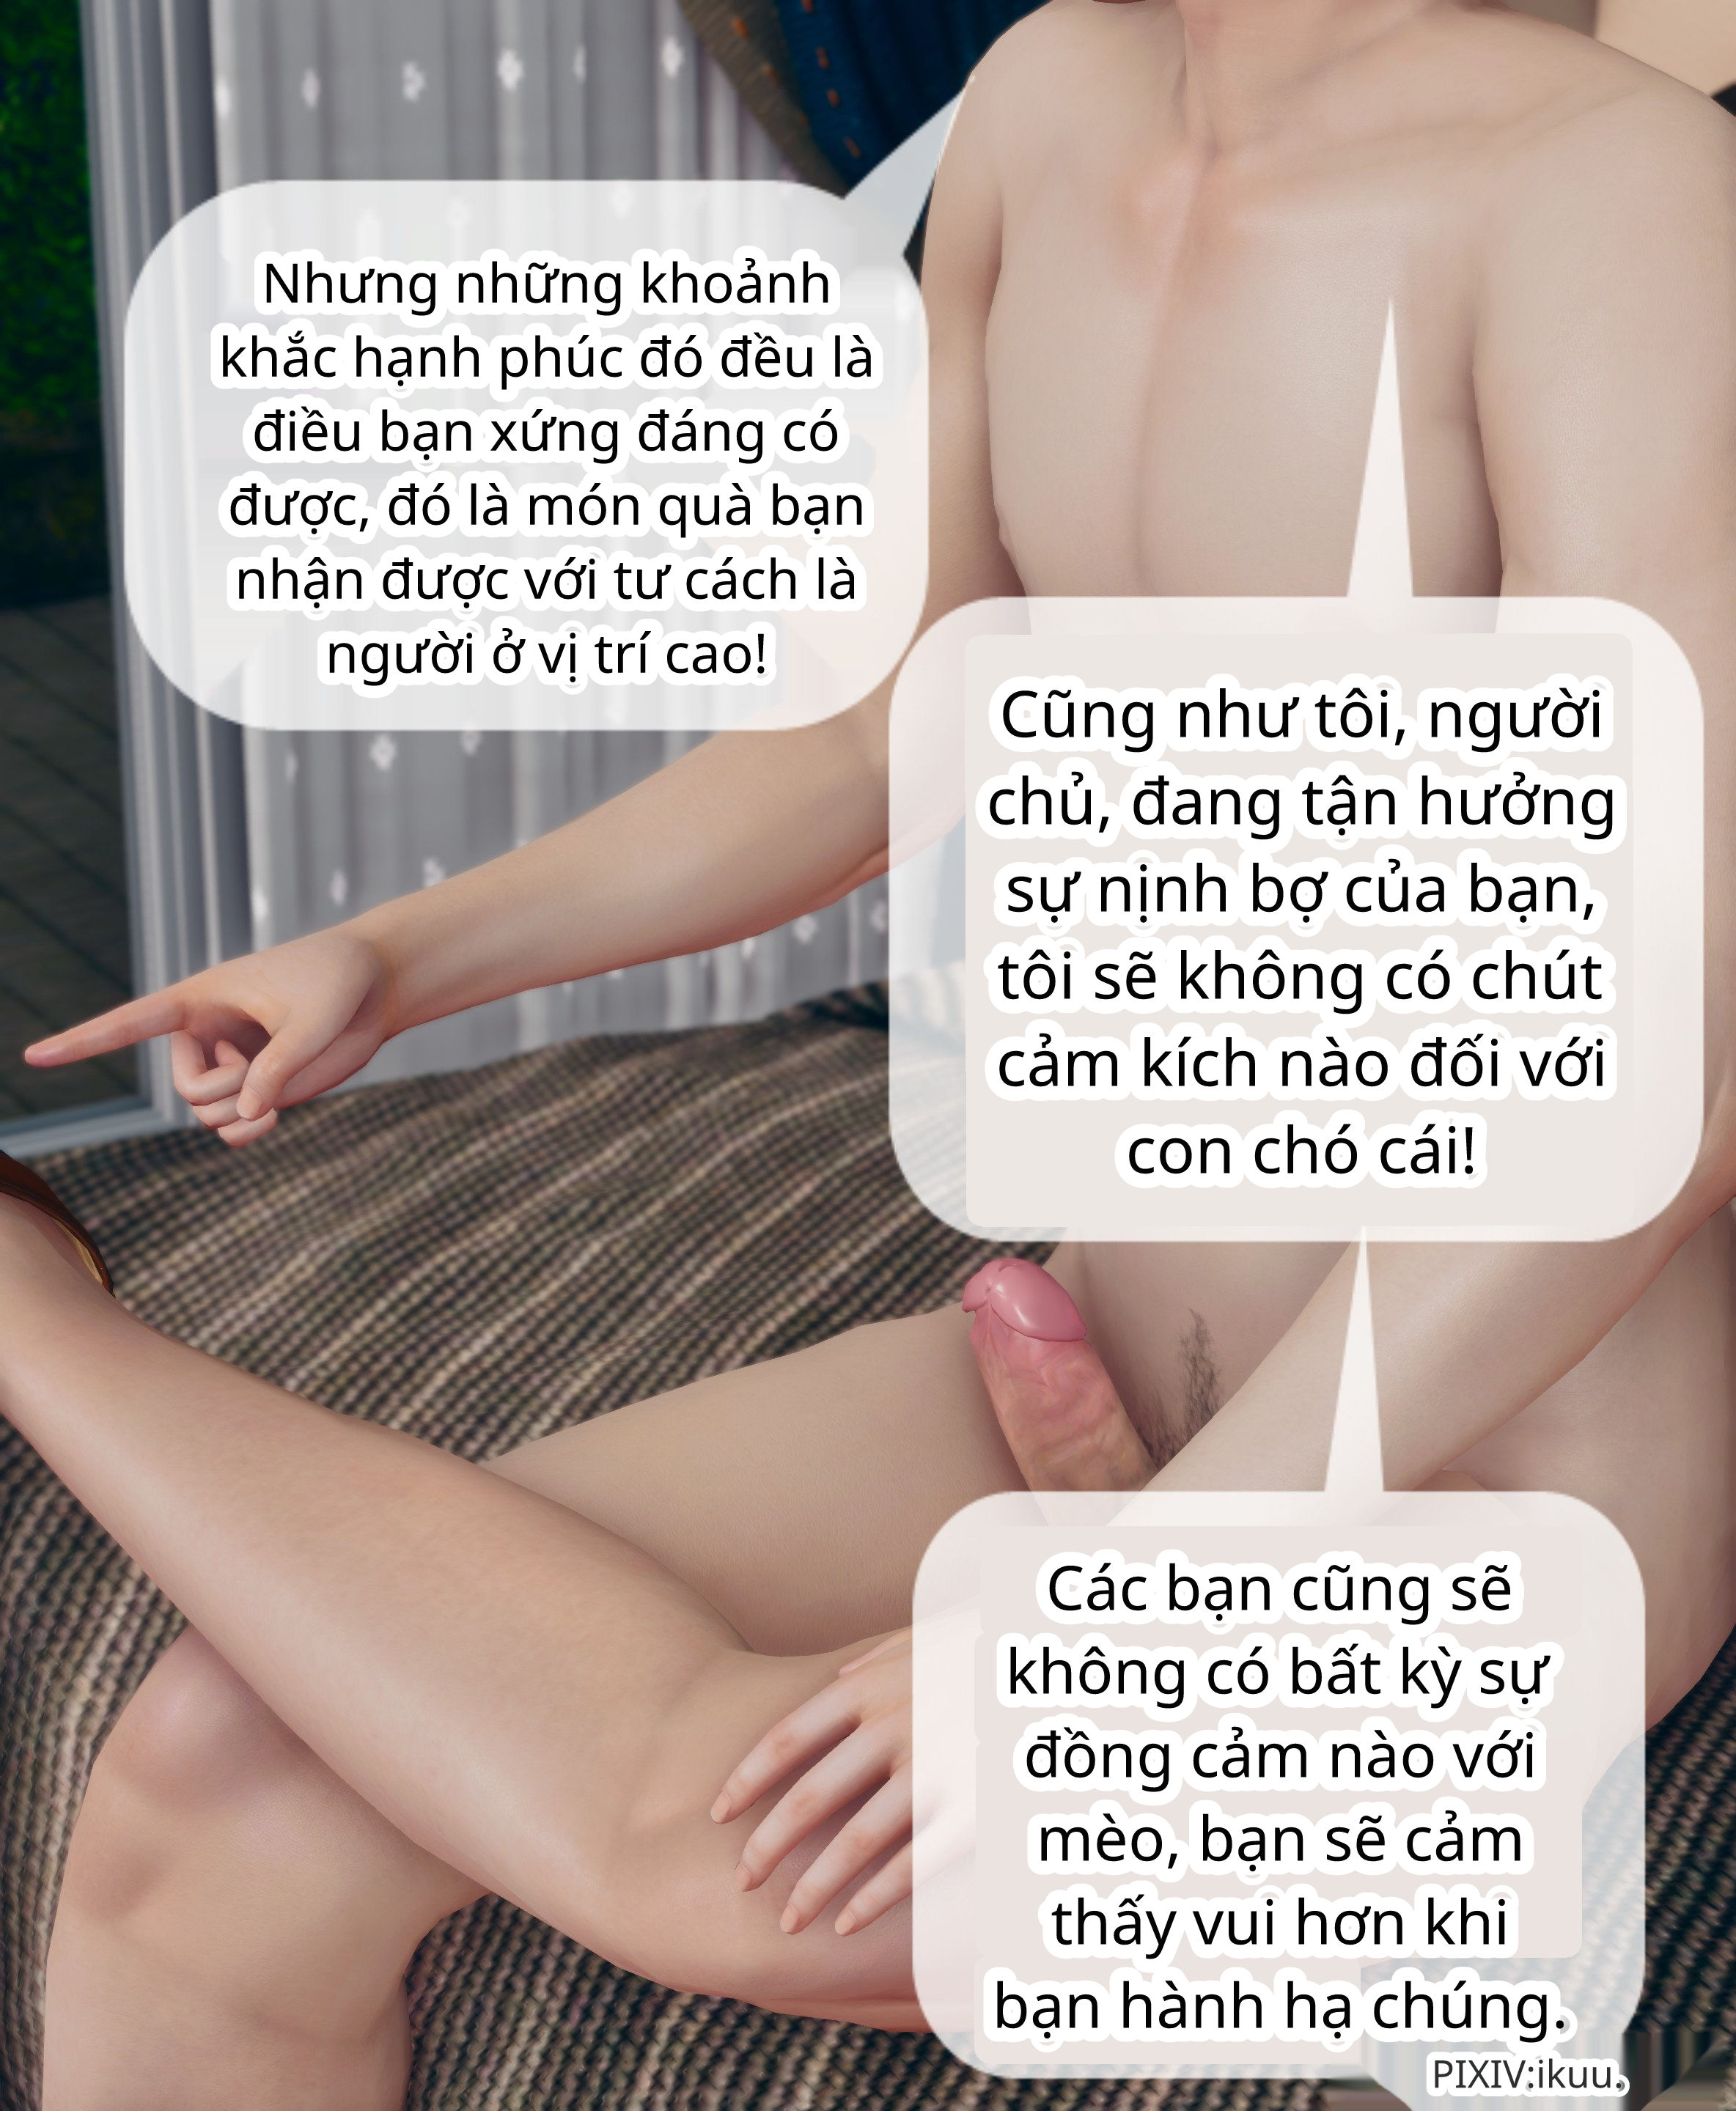 Nhưng những khoảnh
khắc hạnh phúc đó đều là
điều bạn xứng đáng có
được, đó là món quà bạn
nhận được với tư cách là
người ở vị trí cao!
Cũng như tôi, người
chủ, đang tận hưởng
sự nịnh bợ của bạn,
tôi sẽ không có chút
cảm kích nào đối với
con chó cái!
Các bạn cũng sẽ
không có bất kỳ sự
đồng cảm nào với
mèo, bạn sẽ cảm
thấy vui hơn khi
bạn hành hạ chúng.
PIXIV:ikuu.